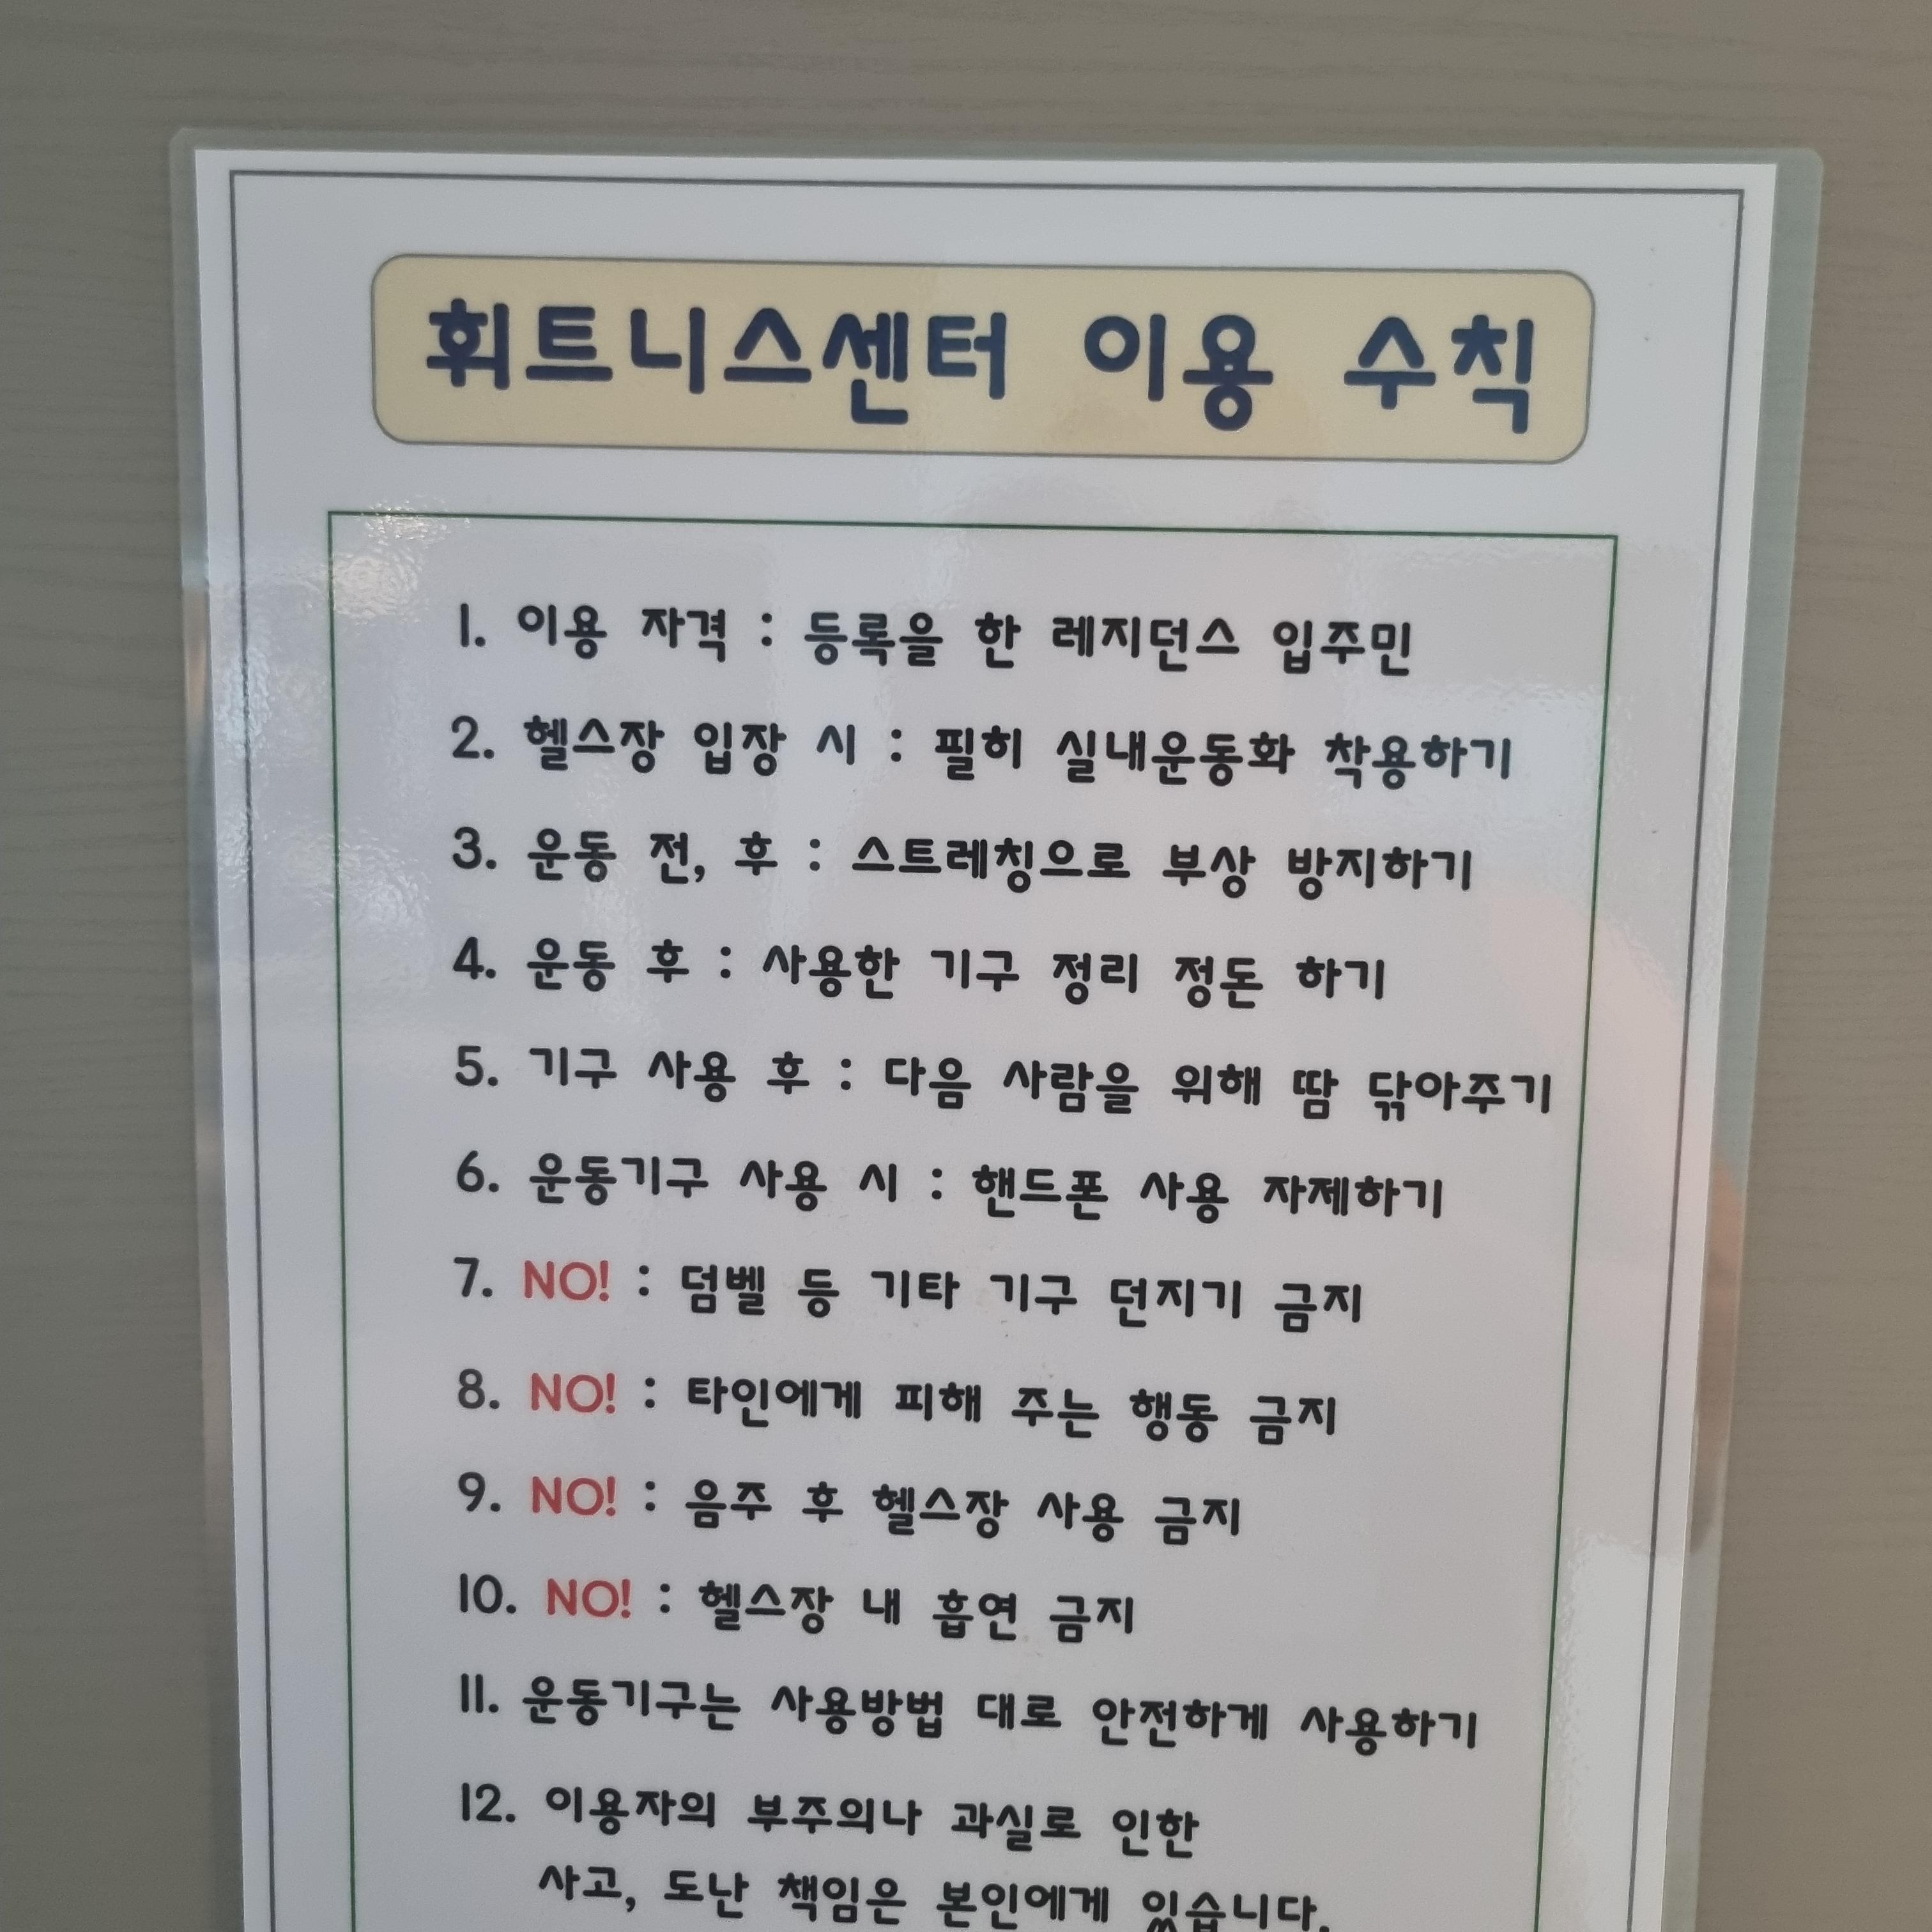 휘트니스센터 이용 수칙
1. 이용 자격 : 등록을 한 레지던스 입주민
2. 헬스장 입장 시 : 필히 실내운동화 착용하기
3. 운동 전, 후 : 스트레칭으로 부상 방지하기
4. 운동 후 : 사용한 기구 정리 정돈 하기
5. 기구 사용 후 : 다음 사람을 위해 땀 닦아주기
6. 운동기구 사용 시 : 핸드폰 사용 자제하기
7. NO! : 덤벨 등 기타 기구 던지기 금지
8. NO! : 타인에게 피해 주는 행동 금지
9. NO! : 음주 후 헬스장 사용 금지
10. NO! : 헬스장 내 흡연 금지
11. 운동기구는 사용방법 대로 안전하게 사용하기
12. 이용자의 부주의나 과실로 인한
사고, 도난 책임은 본인에게 있습니다.